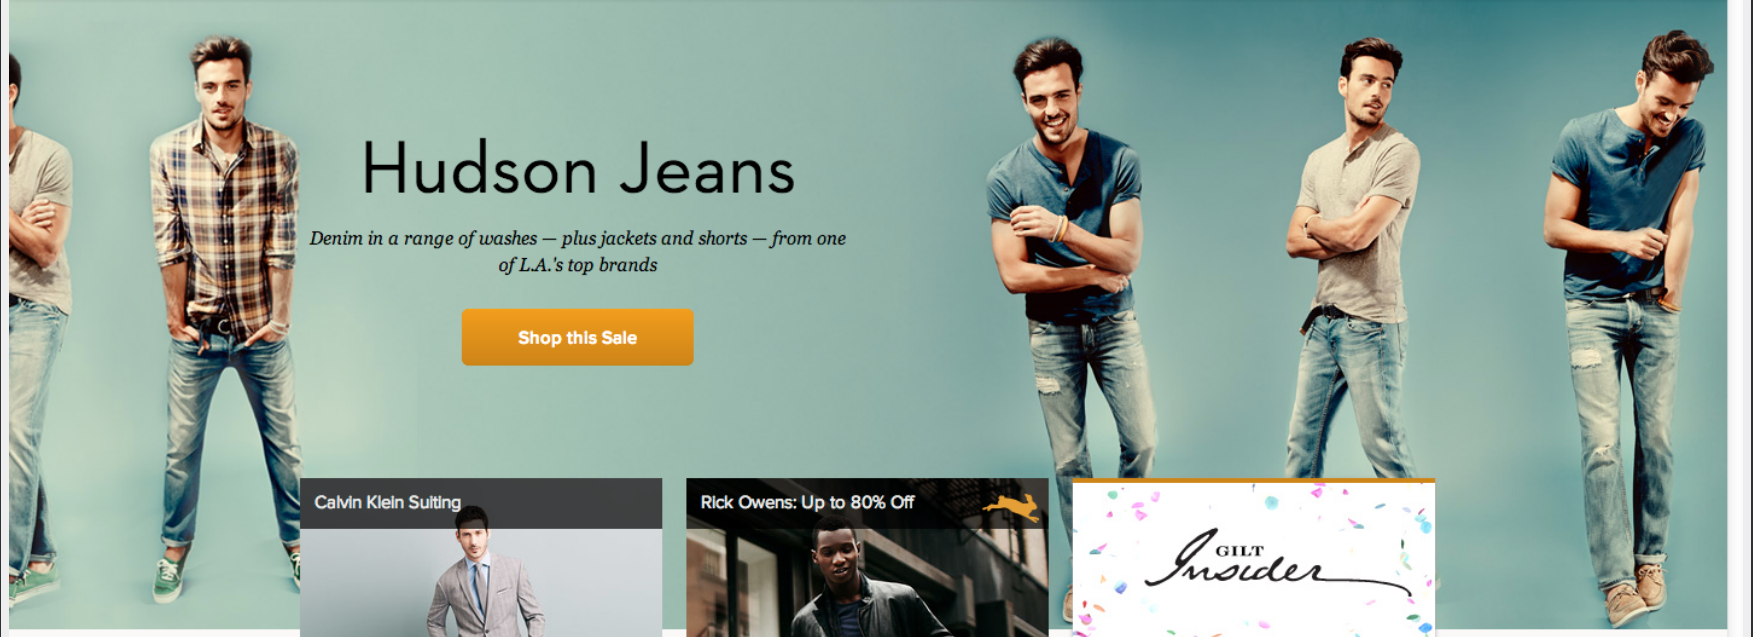 Hudson Jeans
Denim in a range of washes — plus jackets and shorts — from one
of L.A.'s top brands
Shop this Sale
Calvin Klein Suiting
Rick Owens: Up to 80% Off
GILT
Insider